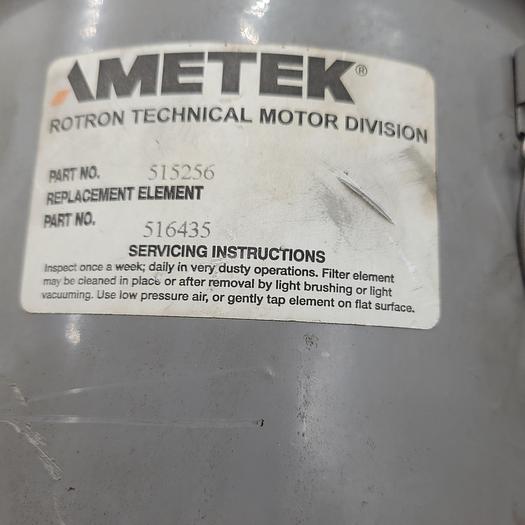 AMETEK®
ROTRON TECHNICAL MOTOR DIVISION
PART NO. 515256
REPLACEMENT ELEMENT
PART NO. 516435
SERVICING INSTRUCTIONS
Inspect once a week; daily in very dusty operations. Filter element
may be cleaned in place or after removal by light brushing or light
vacuuming. Use low pressure air, or gently tap element on flat surface.